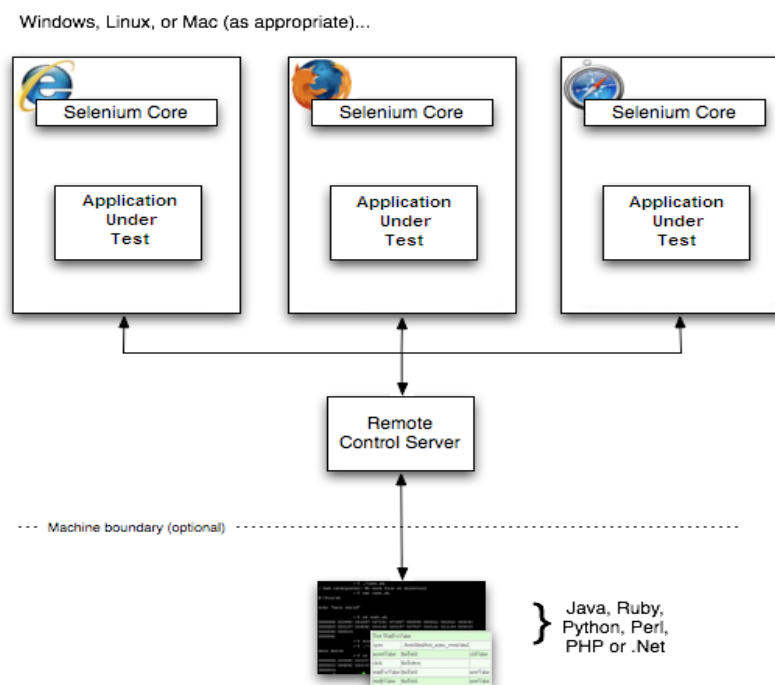 Windows, Linux, or Mac (as appropriate)...
Selenium Core
Selenium Core
Selenium Core
Application
Under
Test
Application
Under
Test
Application
Under
Test
Remote
Control Server
Machine boundary (optional)
Java, Ruby,
Python, Perl,
PHP or .Net